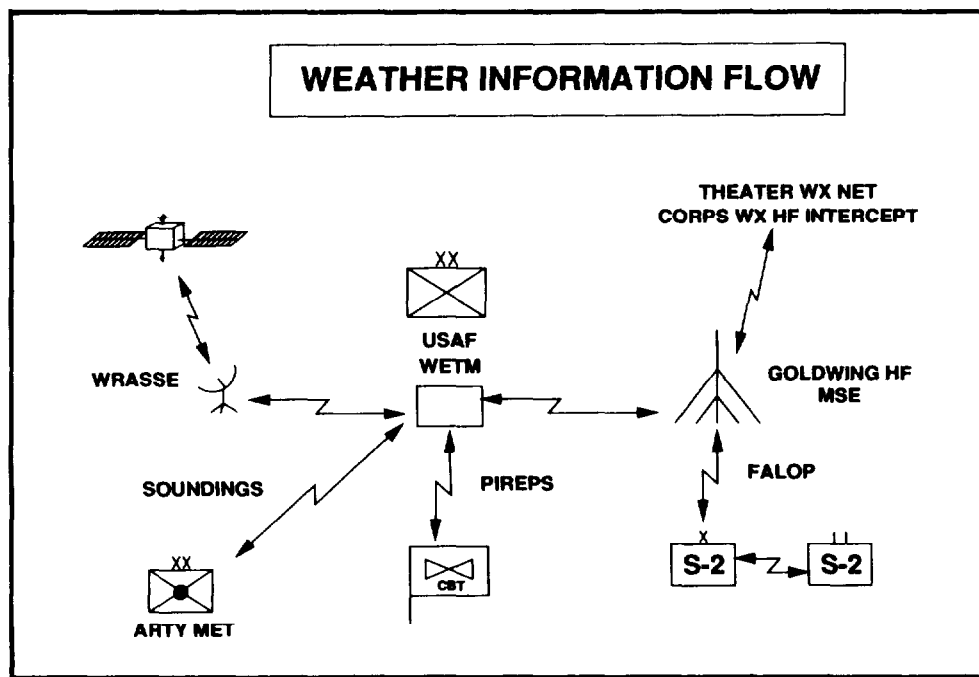 WEATHER INFORMATION FLOW
THEATER WX NET
CORPS WX HF INTERCEPT
XX
USAF
WETM
WRASSE
GOLDWING HF
MSE
SOUNDINGS
PIREPS
FALOP
XX
ARTY MET
CBT
X
S-2
I I
S-2